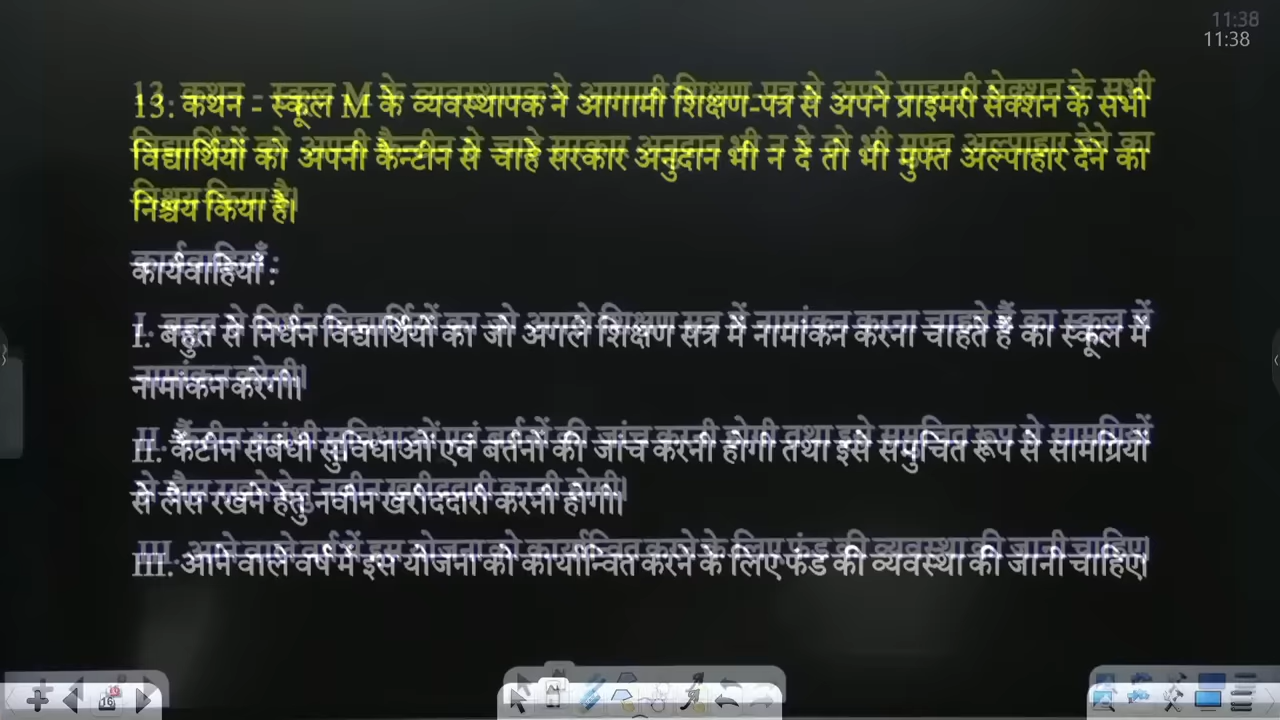 11:38
13. कथन - स्कूल M के व्यवस्थापक ने आगामी शिक्षण-पत्र से अपने प्राइमरी सेक्शन के सभी
विद्यार्थियों को अपनी कैन्टीन से चाहे सरकार अनुदान भी न दे तो भी मुफ्त अल्पाहार देने का
निश्चय किया है।
कार्यवाहियाँ :
I. बहुत से निर्धन विद्यार्थियों का जो अगले शिक्षण सत्र में नामांकन करना चाहते हैं का स्कूल में
नामांकन करेगी।
II. कैंटीन संबंधी सुविधाओं एवं बर्तनों की जांच करनी होगी तथा इसे समुचित रूप से सामग्रियों
से लैस रखने हेतु नवीन खरीददारी करनी होगी।
III. आने वाले वर्ष में इस योजना को कार्यान्वित करने के लिए फंड की व्यवस्था की जानी चाहिए।
16